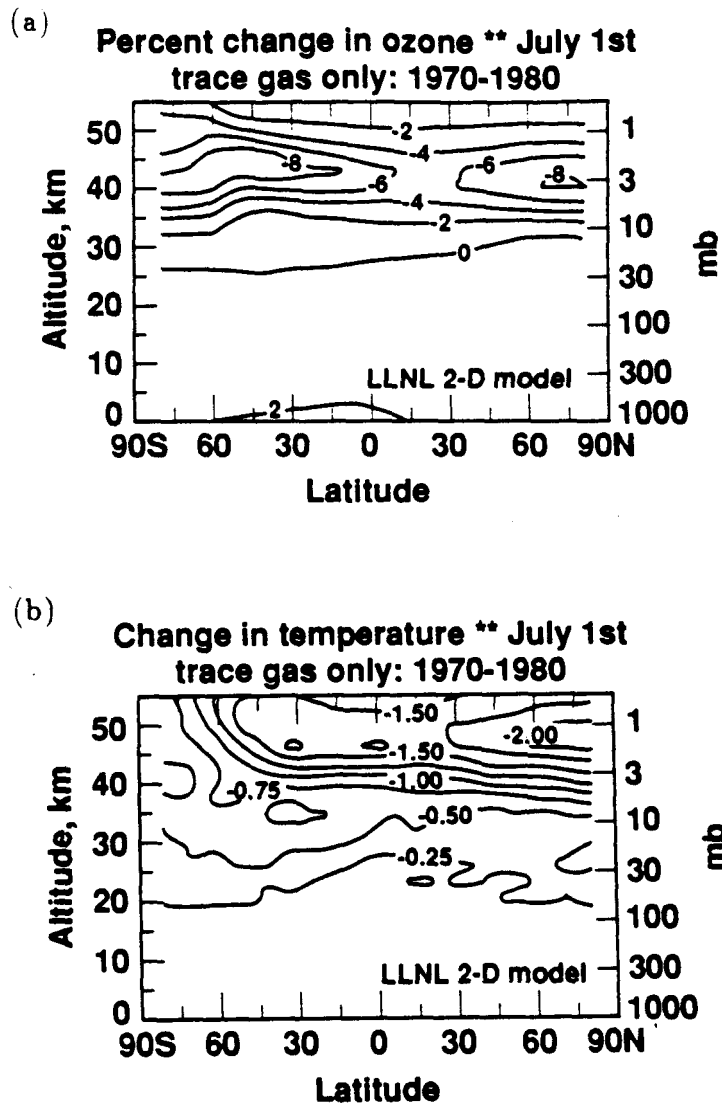 (a)
Percent change in ozone ** July 1st
trace gas only: 1970-1980
Altitude, km
50
40
30
20
10
0
-2
-4
-6
-8
-8
-6
-4
-2
0
2
LLNL 2-D model
1
3
10
30
100
300
1000
mb
90S 60 30 0 30 60 90N
Latitude
(b)
Change in temperature ** July 1st
trace gas only: 1970-1980
Altitude, km
50
40
30
20
10
0
-1.50
-2.00
-1.50
-0.75
-1.00
-0.50
-0.25
LLNL 2-D model
1
3
10
30
100
300
1000
mb
90S 60 30 0 30 60 90N
Latitude